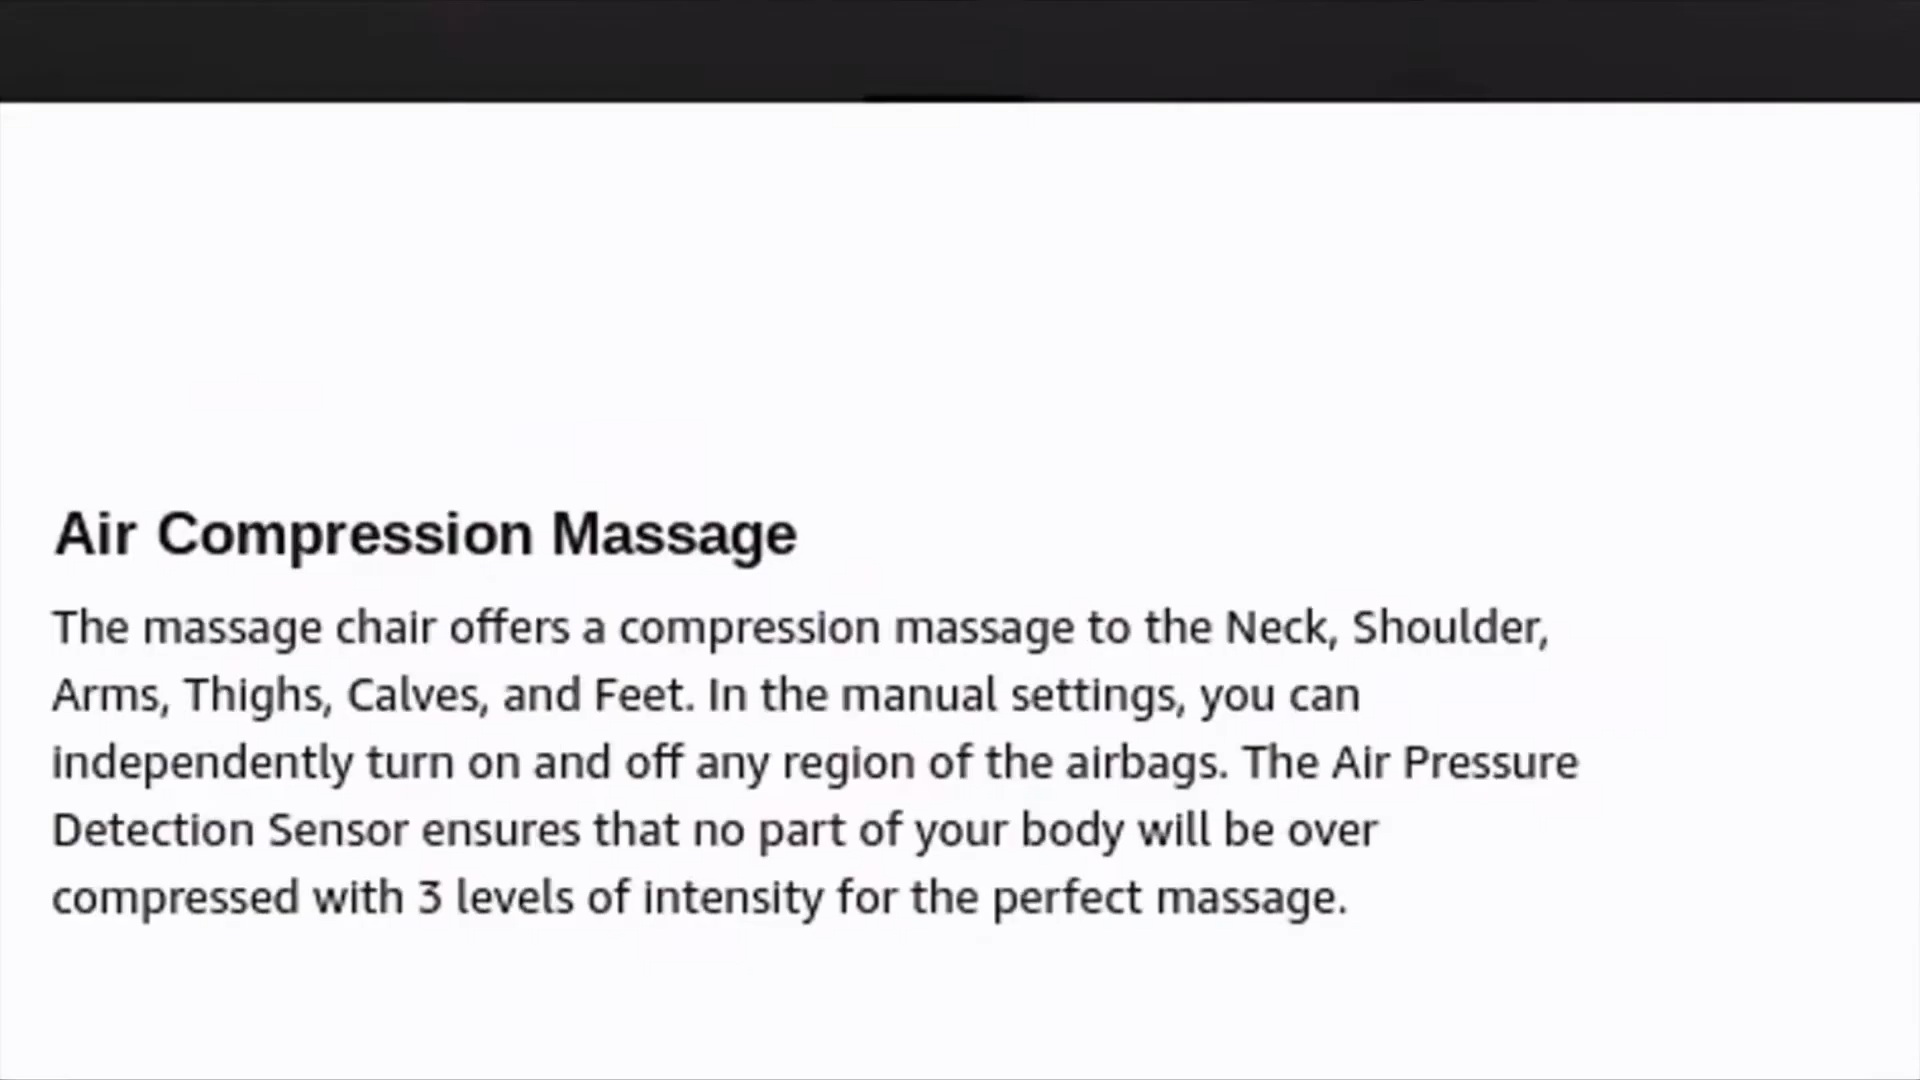 Air Compression Massage
The massage chair offers a compression massage to the Neck, Shoulder,
Arms, Thighs, Calves, and Feet. In the manual settings, you can
independently turn on and off any region of the airbags. The Air Pressure
Detection Sensor ensures that no part of your body will be over
compressed with 3 levels of intensity for the perfect massage.